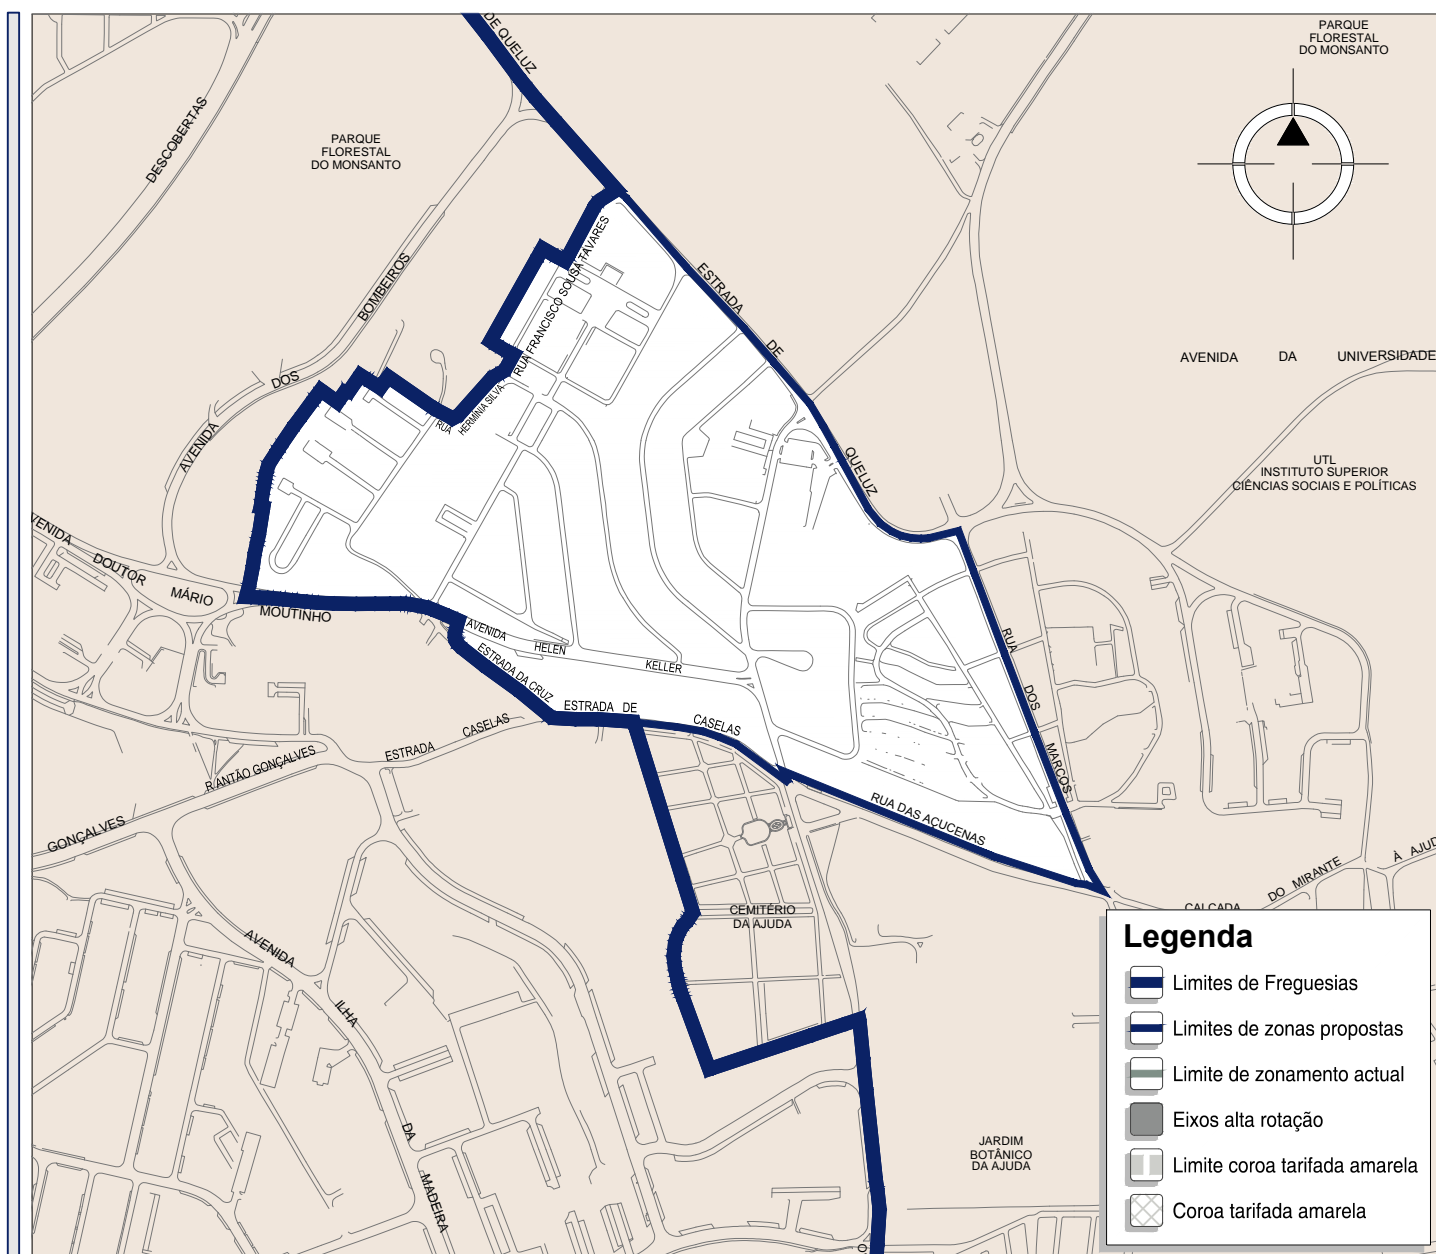 DE QUELUZ
PARQUE
FLORESTAL
DO MONSANTO
DESCOBERTAS
PARQUE
FLORESTAL
DO MONSANTO
BOMBEIROS
RUA FRANCISCO SOUSA TAVARES
ESTRADA
DE
QUELUZ
AVENIDA DA UNIVERSIDADE
DOS
AVENIDA
RUA
HERMINIA SILVA
UTL
INSTITUTO SUPERIOR
CIÊNCIAS SOCIAIS E POLÍTICAS
VENIDA
DOUTOR
MÁRIO
MOUTINHO
AVENIDA
HELEN
KELLER
RUA
DOS
MARCOS
ESTRADA DA CRUZ
ESTRADA DE
CASELAS
ESTRADA
CASELAS
R ANTÃO GONÇALVES
GONÇALVES
RUA DAS AÇUCENAS
CEMITÉRIO
DA AJUDA
CALÇADA
DO MIRANTE
À AJUD
AVENIDA
ILHA
DA
MADEIRA
JARDIM
BOTÂNICO
DA AJUDA
O
Legenda
Limites de Freguesias
Limites de zonas propostas
Limite de zonamento actual
Eixos alta rotação
Limite coroa tarifada amarela
Coroa tarifada amarela